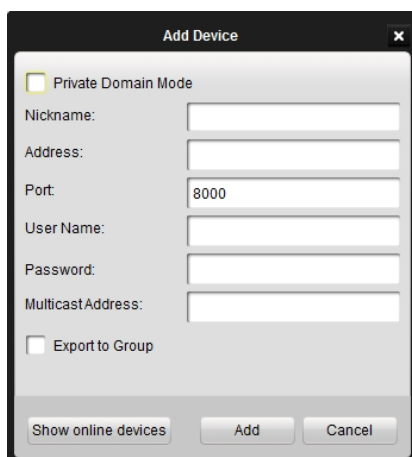 Add Device
Private Domain Mode
Nickname:
Address:
Port: 8000
User Name:
Password:
Multicast Address:
Export to Group
Show online devices Add Cancel